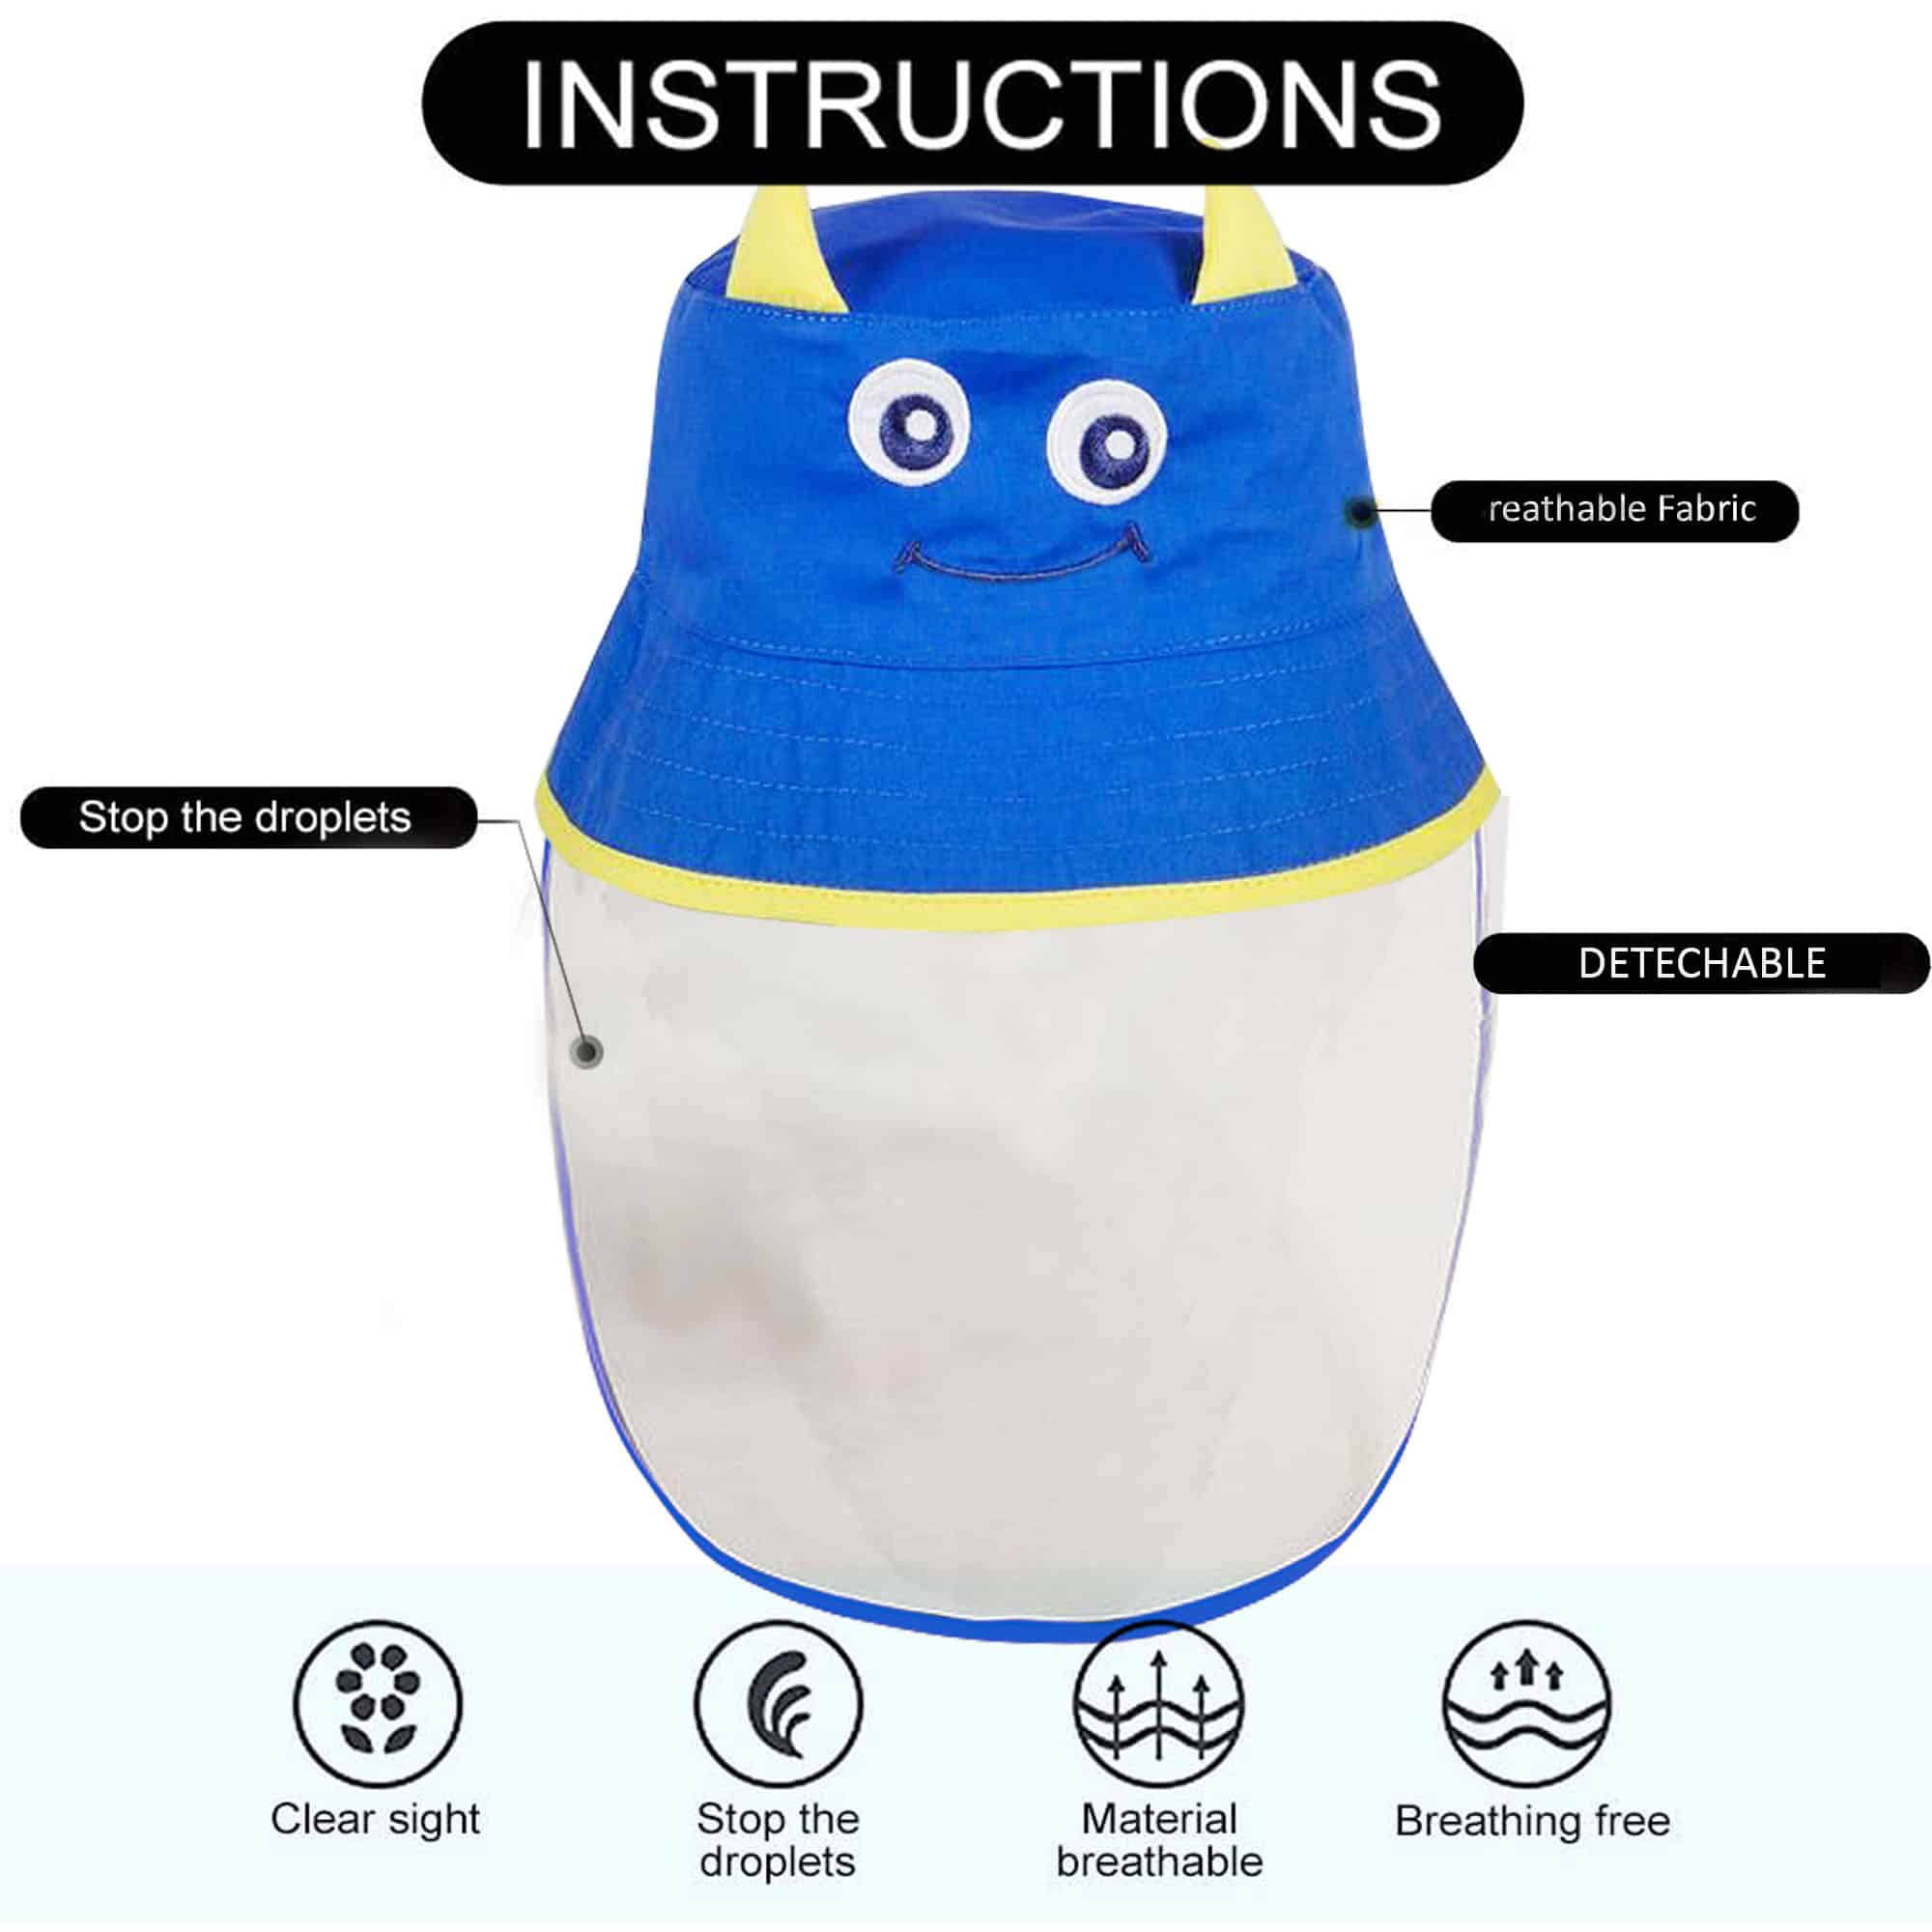 INSTRUCTIONS
reathable Fabric
Stop the droplets
DETECHABLE
Clear sight
Stop the
droplets
Material
breathable
Breathing free